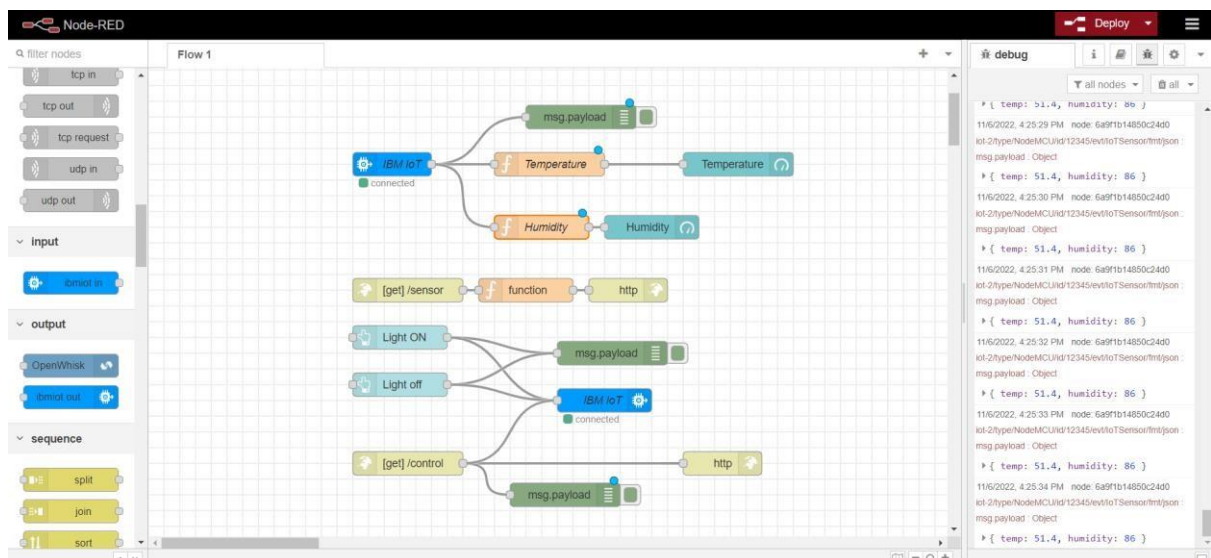 Node-RED
Deploy
filter nodes
Flow 1
debug
i
all nodes
all
tcp in
tcp out
tcp request
udp in
udp out
input
ibmiot in
output
OpenWhisk
ibmiot out
sequence
split
join
sort
msg.payload
IBM IoT
connected
Temperature
Temperature
Humidity
Humidity
[get] /sensor
function
http
Light ON
msg.payload
Light off
IBM IoT
connected
[get] /control
http
msg.payload
{ temp: 51.4, humidity: 86 }
11/6/2022, 4:25:29 PM node: 6a9f1b14850c24d0
iot-2/type/NodeMCU/id/12345/evt/IoTSensor/fmt/json :
msg.payload : Object
{ temp: 51.4, humidity: 86 }
11/6/2022, 4:25:30 PM node: 6a9f1b14850c24d0
iot-2/type/NodeMCU/id/12345/evt/IoTSensor/fmt/json :
msg.payload : Object
{ temp: 51.4, humidity: 86 }
11/6/2022, 4:25:31 PM node: 6a9f1b14850c24d0
iot-2/type/NodeMCU/id/12345/evt/IoTSensor/fmt/json :
msg.payload : Object
{ temp: 51.4, humidity: 86 }
11/6/2022, 4:25:32 PM node: 6a9f1b14850c24d0
iot-2/type/NodeMCU/id/12345/evt/IoTSensor/fmt/json :
msg.payload : Object
{ temp: 51.4, humidity: 86 }
11/6/2022, 4:25:33 PM node: 6a9f1b14850c24d0
iot-2/type/NodeMCU/id/12345/evt/IoTSensor/fmt/json :
msg.payload : Object
{ temp: 51.4, humidity: 86 }
11/6/2022, 4:25:34 PM node: 6a9f1b14850c24d0
iot-2/type/NodeMCU/id/12345/evt/IoTSensor/fmt/json :
msg.payload : Object
{ temp: 51.4, humidity: 86 }